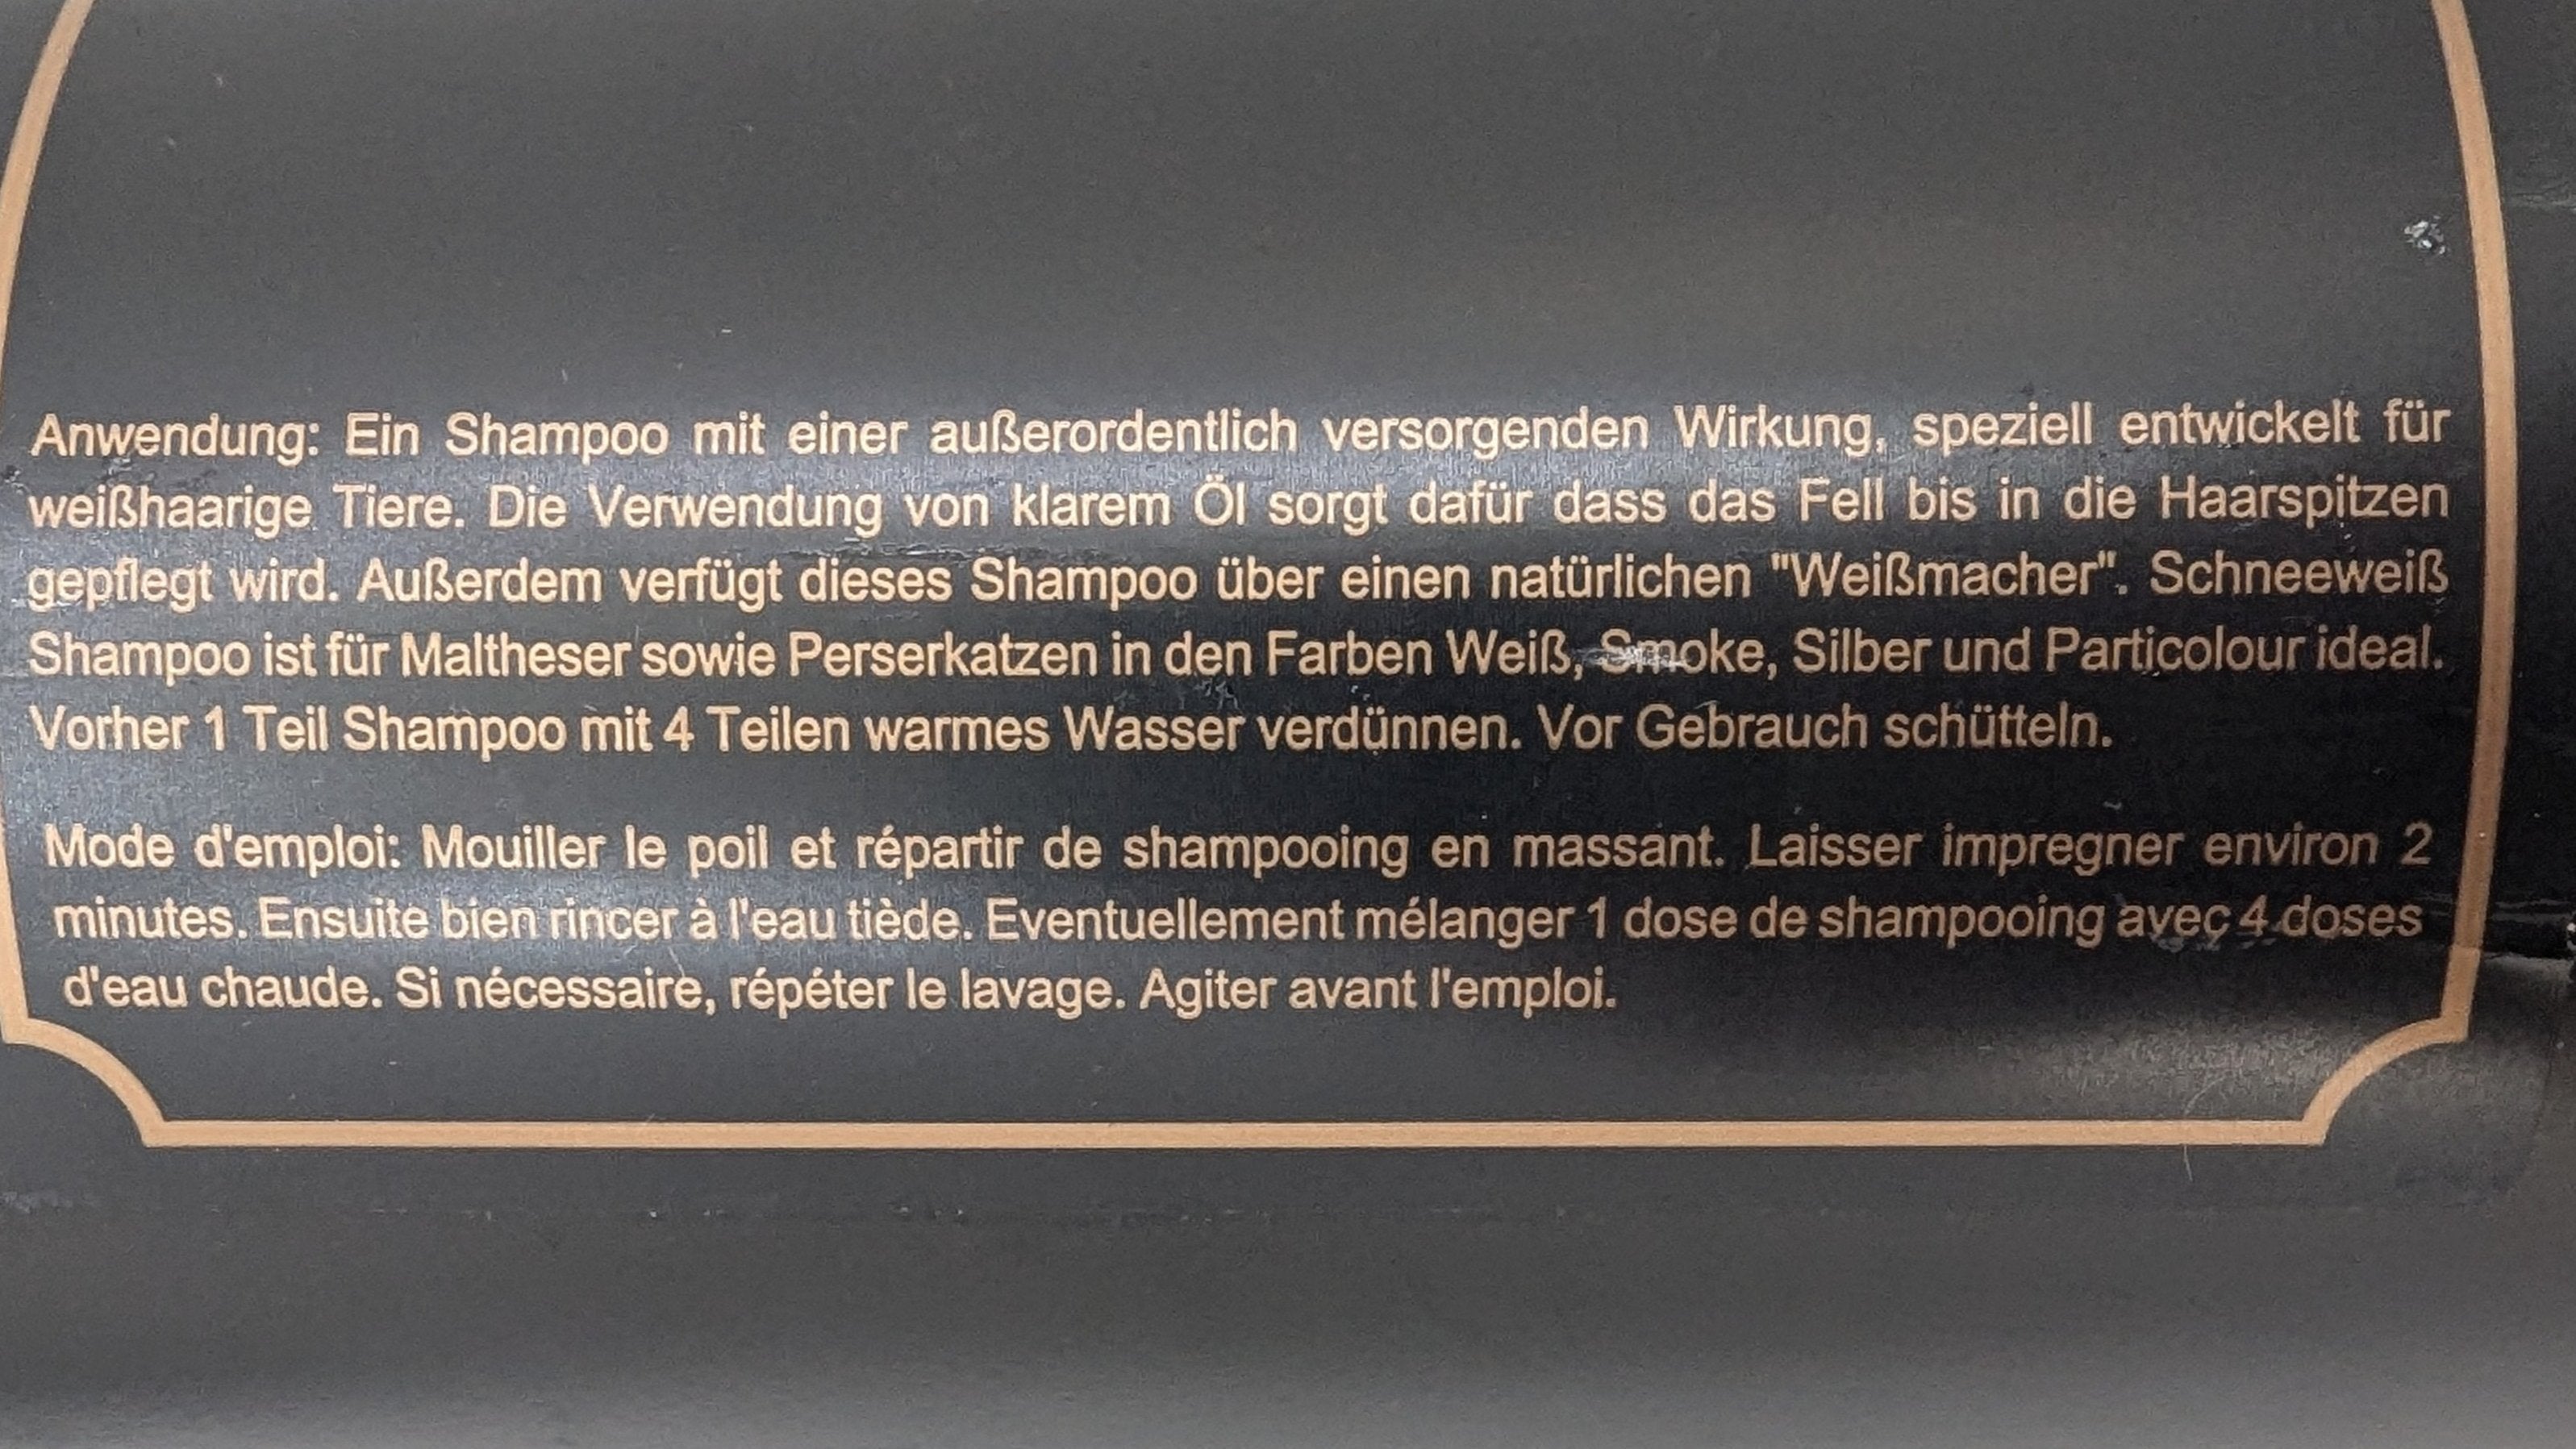 Anwendung: Ein Shampoo mit einer außerordentlich versorgenden Wirkung, speziell entwickelt für
weißhaarige Tiere. Die Verwendung von klarem Öl sorgt dafür dass das Fell bis in die Haarspitzen
gepflegt wird. Außerdem verfügt dieses Shampoo über einen natürlichen "Weißmacher". Schneeweiß
Shampoo ist für Maltheser sowie Perserkatzen in den Farben Weiß, Smoke, Silber und Particolour ideal.
Vorher 1 Teil Shampoo mit 4 Teilen warmes Wasser verdünnen. Vor Gebrauch schütteln.
Mode d'emploi: Mouiller le poil et répartir de shampooing en massant. Laisser impregner environ 2
minutes. Ensuite bien rincer à l'eau tiède. Eventuellement mélanger 1 dose de shampooing avec 4 doses
d'eau chaude. Si nécessaire, répéter le lavage. Agiter avant l'emploi.